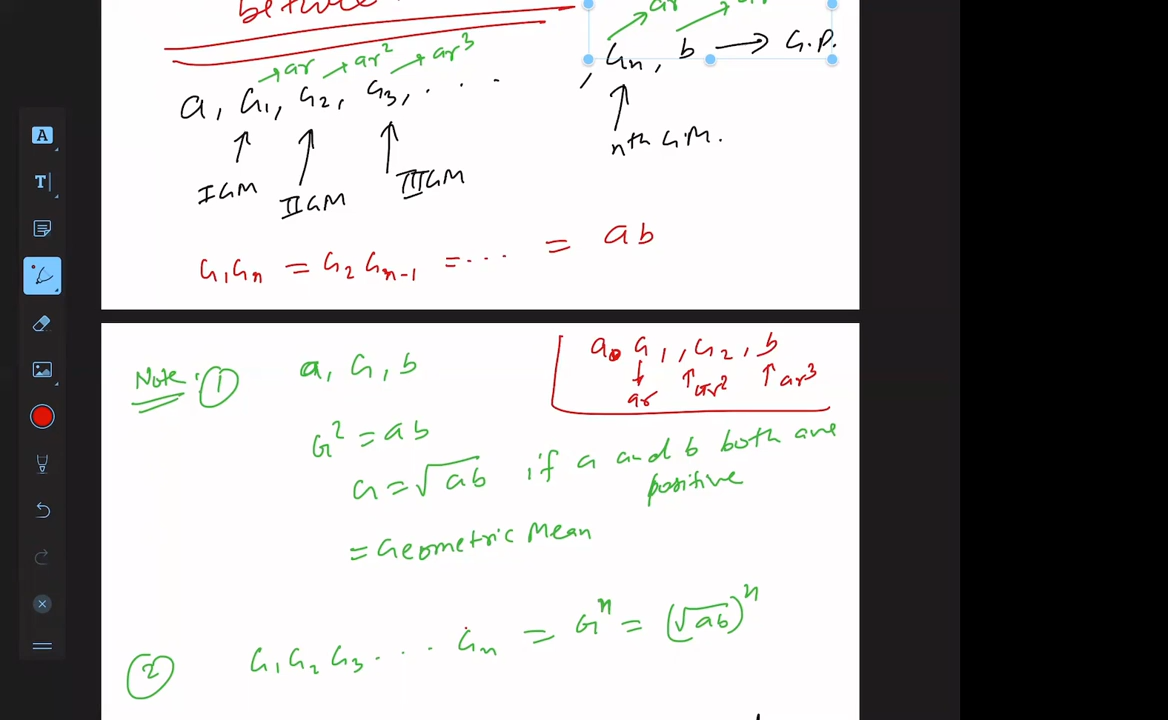 →ar →ar² →ar³
a, G₁, G₂, G₃, . . . , Gₙ, b → G.P.
↑ ↑ ↑ ↑
I GM II GM III GM nth G.M.
G₁Gₙ = G₂Gₙ₋₁ = ... = ab
Note: ① a, G, b
a, G₁, G₂, b
ar ar² ar³
G² = ab
G = √ab if a and b both are positive
= Geometric Mean
② G₁G₂G₃ . . . Gₙ = Gⁿ = (√ab)ⁿ
A
T